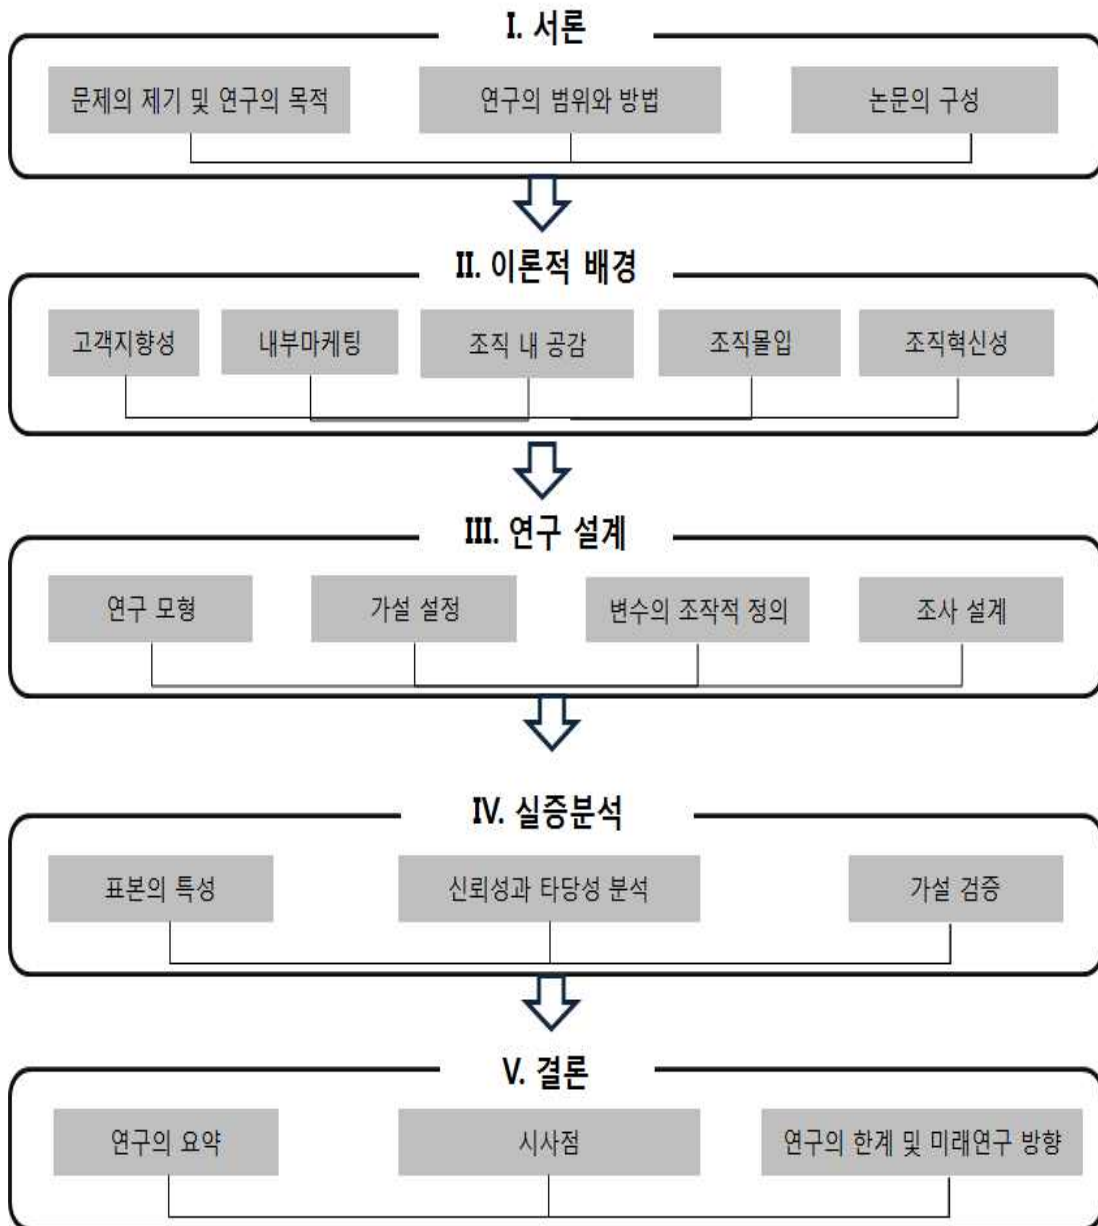 I. 서론
문제의 제기 및 연구의 목적
연구의 범위와 방법
논문의 구성
II. 이론적 배경
고객지향성
내부마케팅
조직 내 공감
조직몰입
조직혁신성
III. 연구 설계
연구 모형
가설 설정
변수의 조작적 정의
조사 설계
IV. 실증분석
표본의 특성
신뢰성과 타당성 분석
가설 검증
V. 결론
연구의 요약
시사점
연구의 한계 및 미래연구 방향